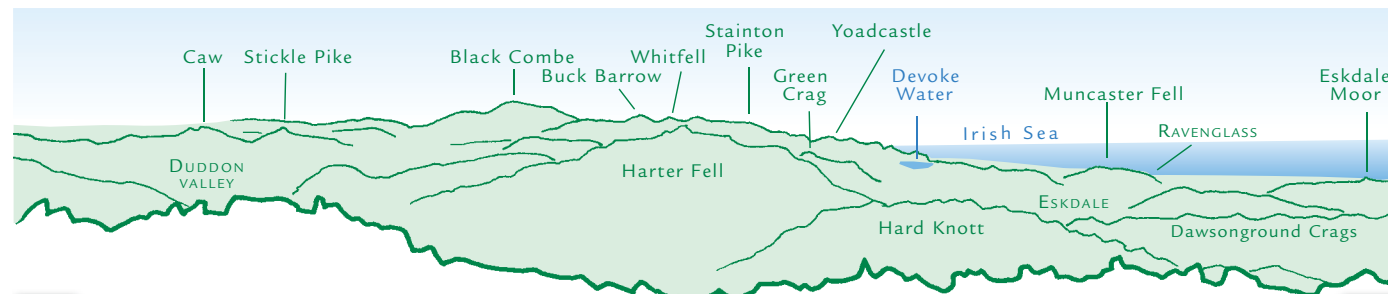 Caw
Stickle Pike
Black Combe
Buck Barrow
Whitfell
Stainton
Pike
Green
Crag
Yoadcastle
Devoke
Water
Irish Sea
Muncaster Fell
Ravenglass
Eskdale
Moor
Duddon
valley
Harter Fell
Eskdale
Hard Knott
Dawsonground Crags